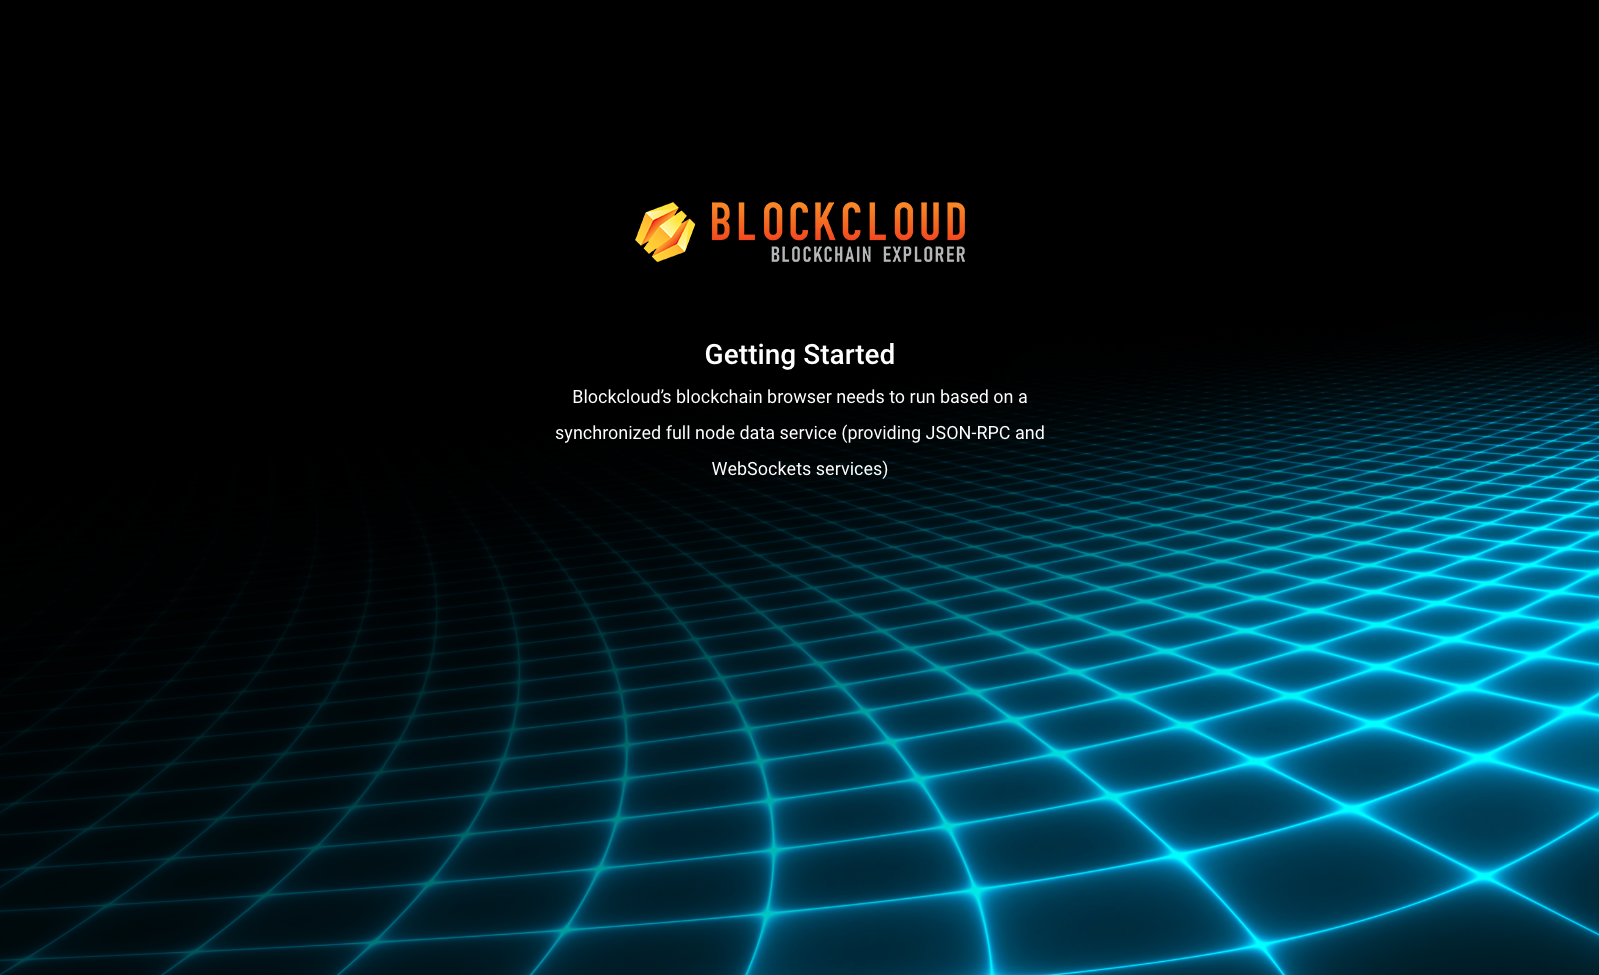 BLOCKCLOUD
BLOCKCHAIN EXPLORER
Getting Started
Blockcloud’s blockchain browser needs to run based on a
synchronized full node data service (providing JSON-RPC and
WebSockets services)